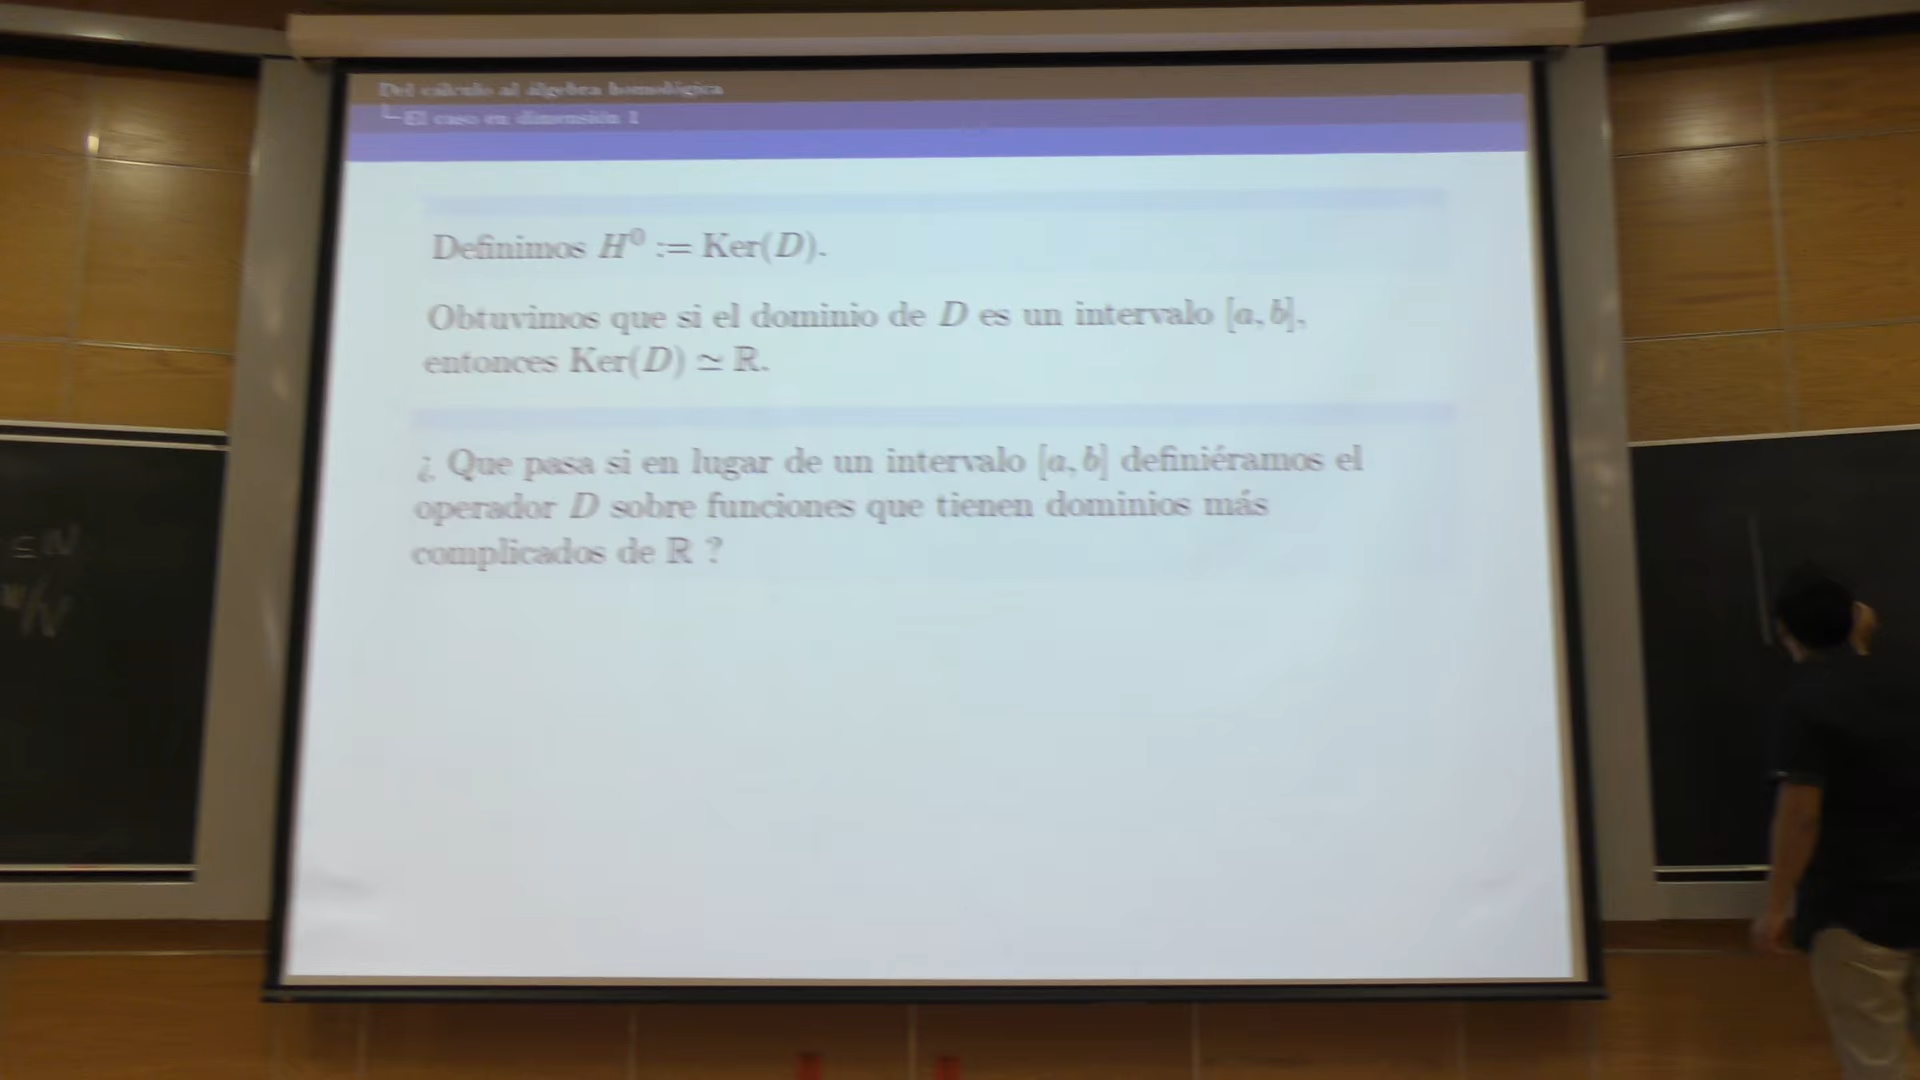 Del cálculo al álgebra homológica
El caso en dimensión 1
Definimos H⁰ := Ker(D).
Obtuvimos que si el dominio de D es un intervalo [a, b],
entonces Ker(D) ≃ ℝ.
¿ Que pasa si en lugar de un intervalo [a, b] definiéramos el
operador D sobre funciones que tienen dominios más
complicados de ℝ ?